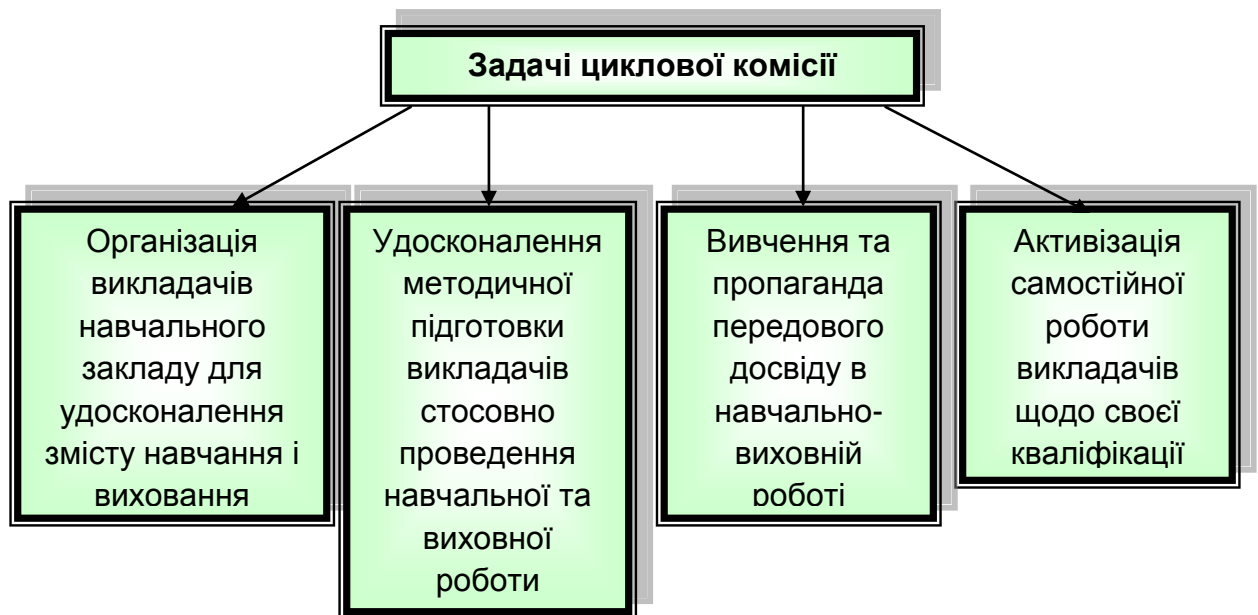 Задачі циклової комісії
Організація
викладачів
навчального
закладу для
удосконалення
змісту навчання і
виховання
Удосконалення
методичної
підготовки
викладачів
стосовно
проведення
навчальної та
виховної
роботи
Вивчення та
пропаганда
передового
досвіду в
навчально-
виховній
роботі
Активізація
самостійної
роботи
викладачів
щодо своєї
кваліфікації